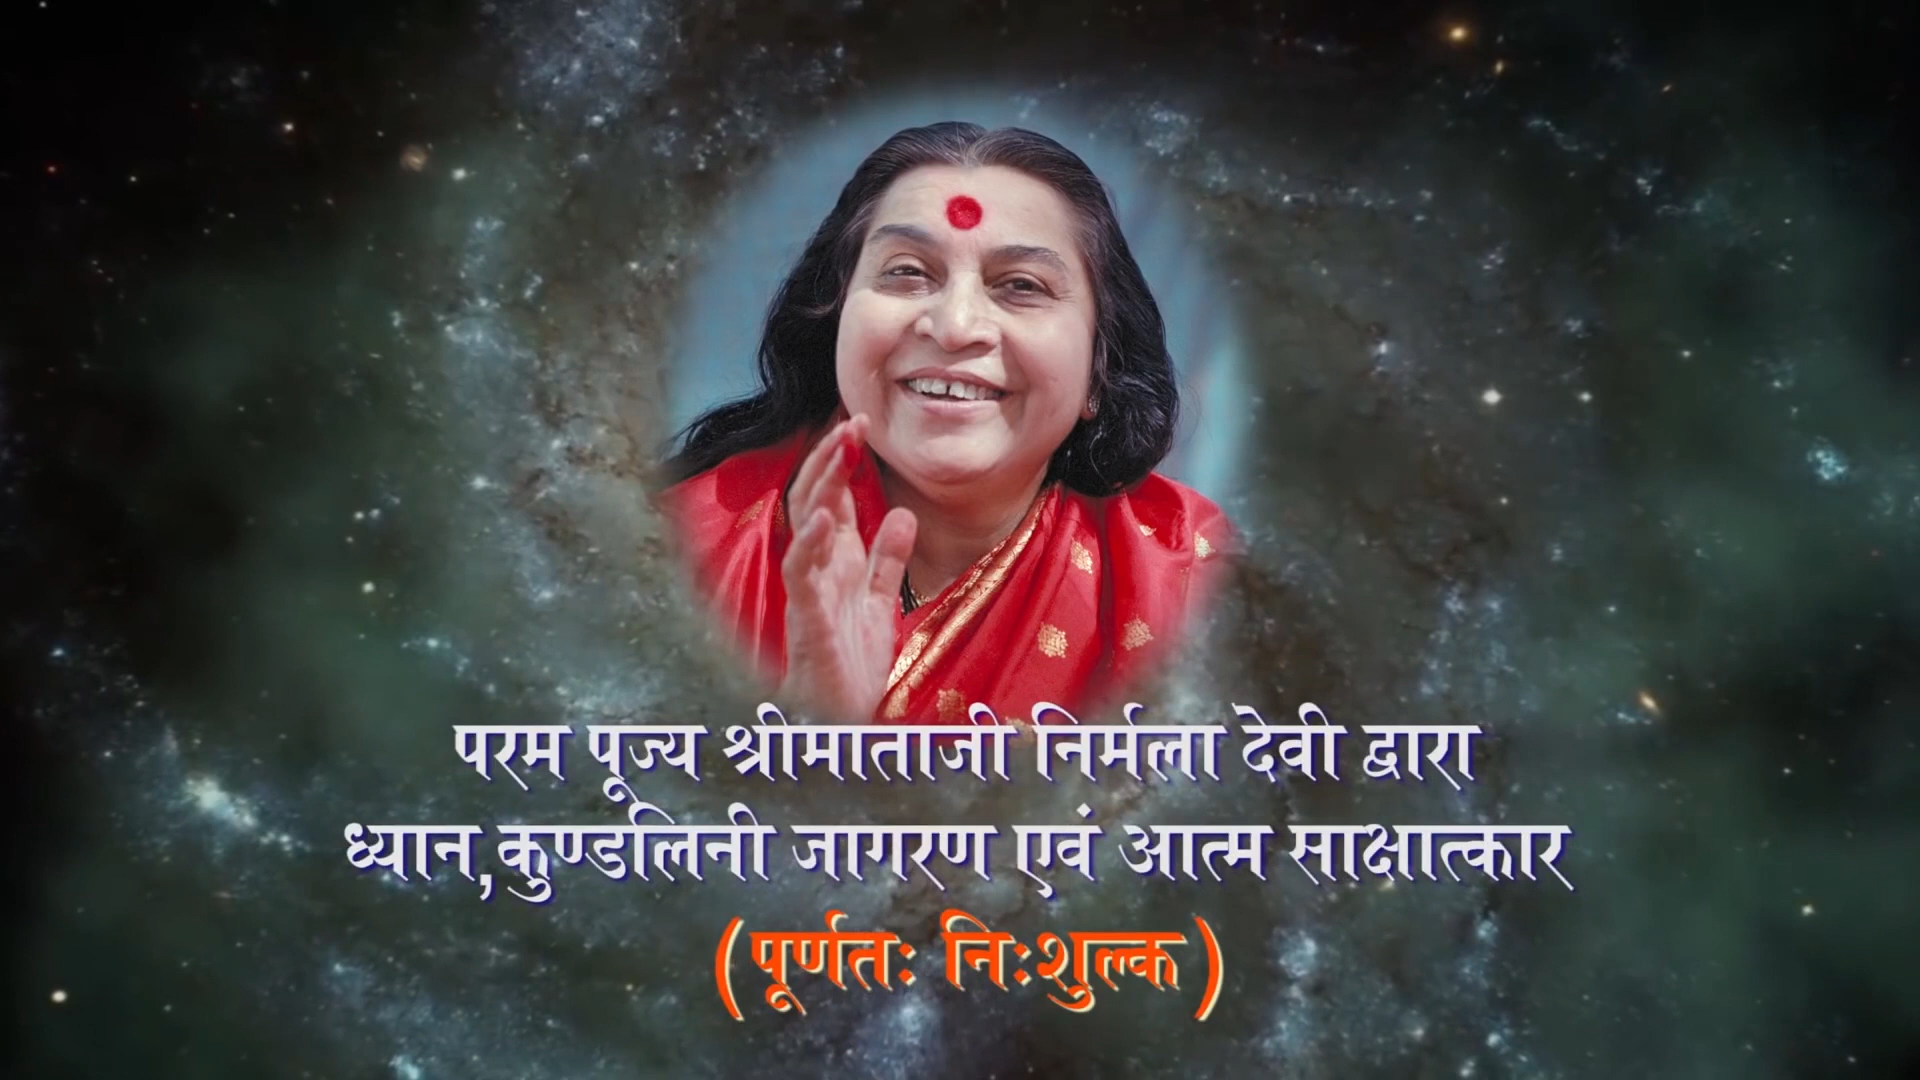 परम पूज्य श्रीमाताजी निर्मला देवी द्वारा
ध्यान,कुण्डलिनी जागरण एवं आत्म साक्षात्कार
(पूर्णतः निःशुल्क)